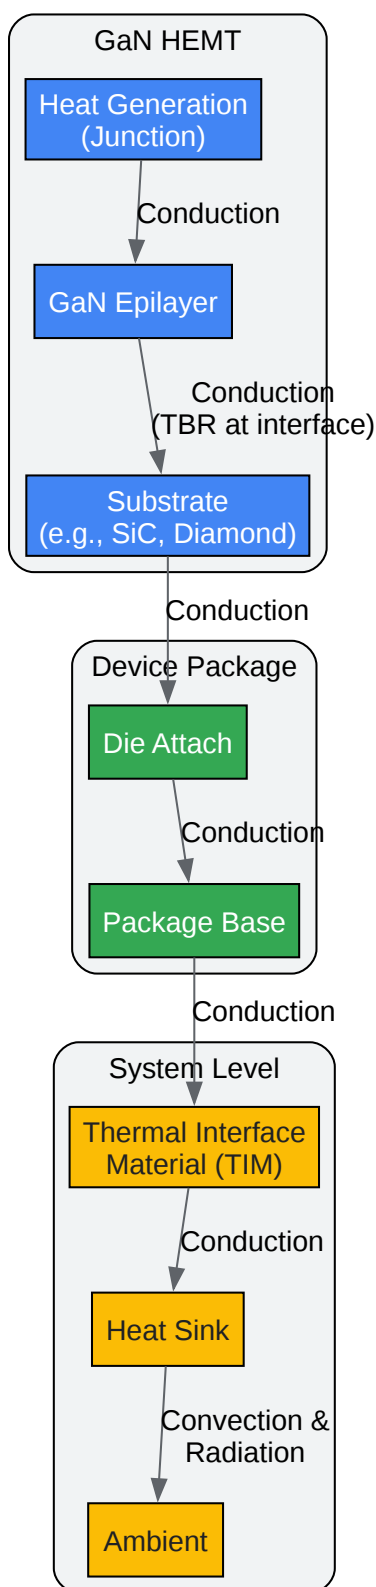 GaN HEMT
Heat Generation
(Junction)
Conduction
GaN Epilayer
Conduction
(TBR at interface)
Substrate
(e.g., SiC, Diamond)
Conduction
Device Package
Die Attach
Conduction
Package Base
Conduction
System Level
Thermal Interface
Material (TIM)
Conduction
Heat Sink
Convection &
Radiation
Ambient